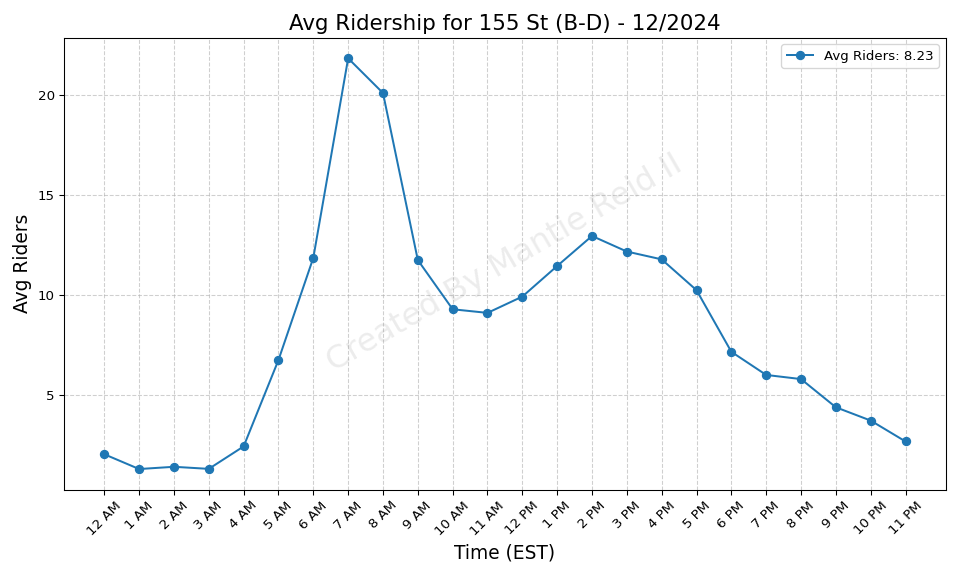 Avg Ridership for 155 St (B-D) - 12/2024
Avg Riders: 8.23
20
15
10
5
Avg Riders
Created By Mantie Reid II
12 AM
1 AM
2 AM
3 AM
4 AM
5 AM
6 AM
7 AM
8 AM
9 AM
10 AM
11 AM
12 PM
1 PM
2 PM
3 PM
4 PM
5 PM
6 PM
7 PM
8 PM
9 PM
10 PM
11 PM
Time (EST)